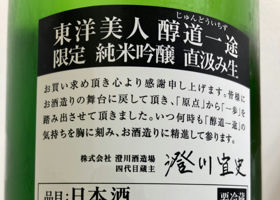 じゅんどういちず
東洋美人 醇道一途
限定 純米吟醸 直汲み生
お買い求め頂き心より感謝申し上げます。皆様に
お酒造りの舞台に戻して頂き、「原点」から「一歩」を
踏み出させて頂きました。いつ何時も「醇道一途」の
気持ちを胸に刻み、お酒造りに精進して参ります。
株式会社 澄川酒造場
四代目蔵主 澄川宜史
品目：日本酒
要冷蔵